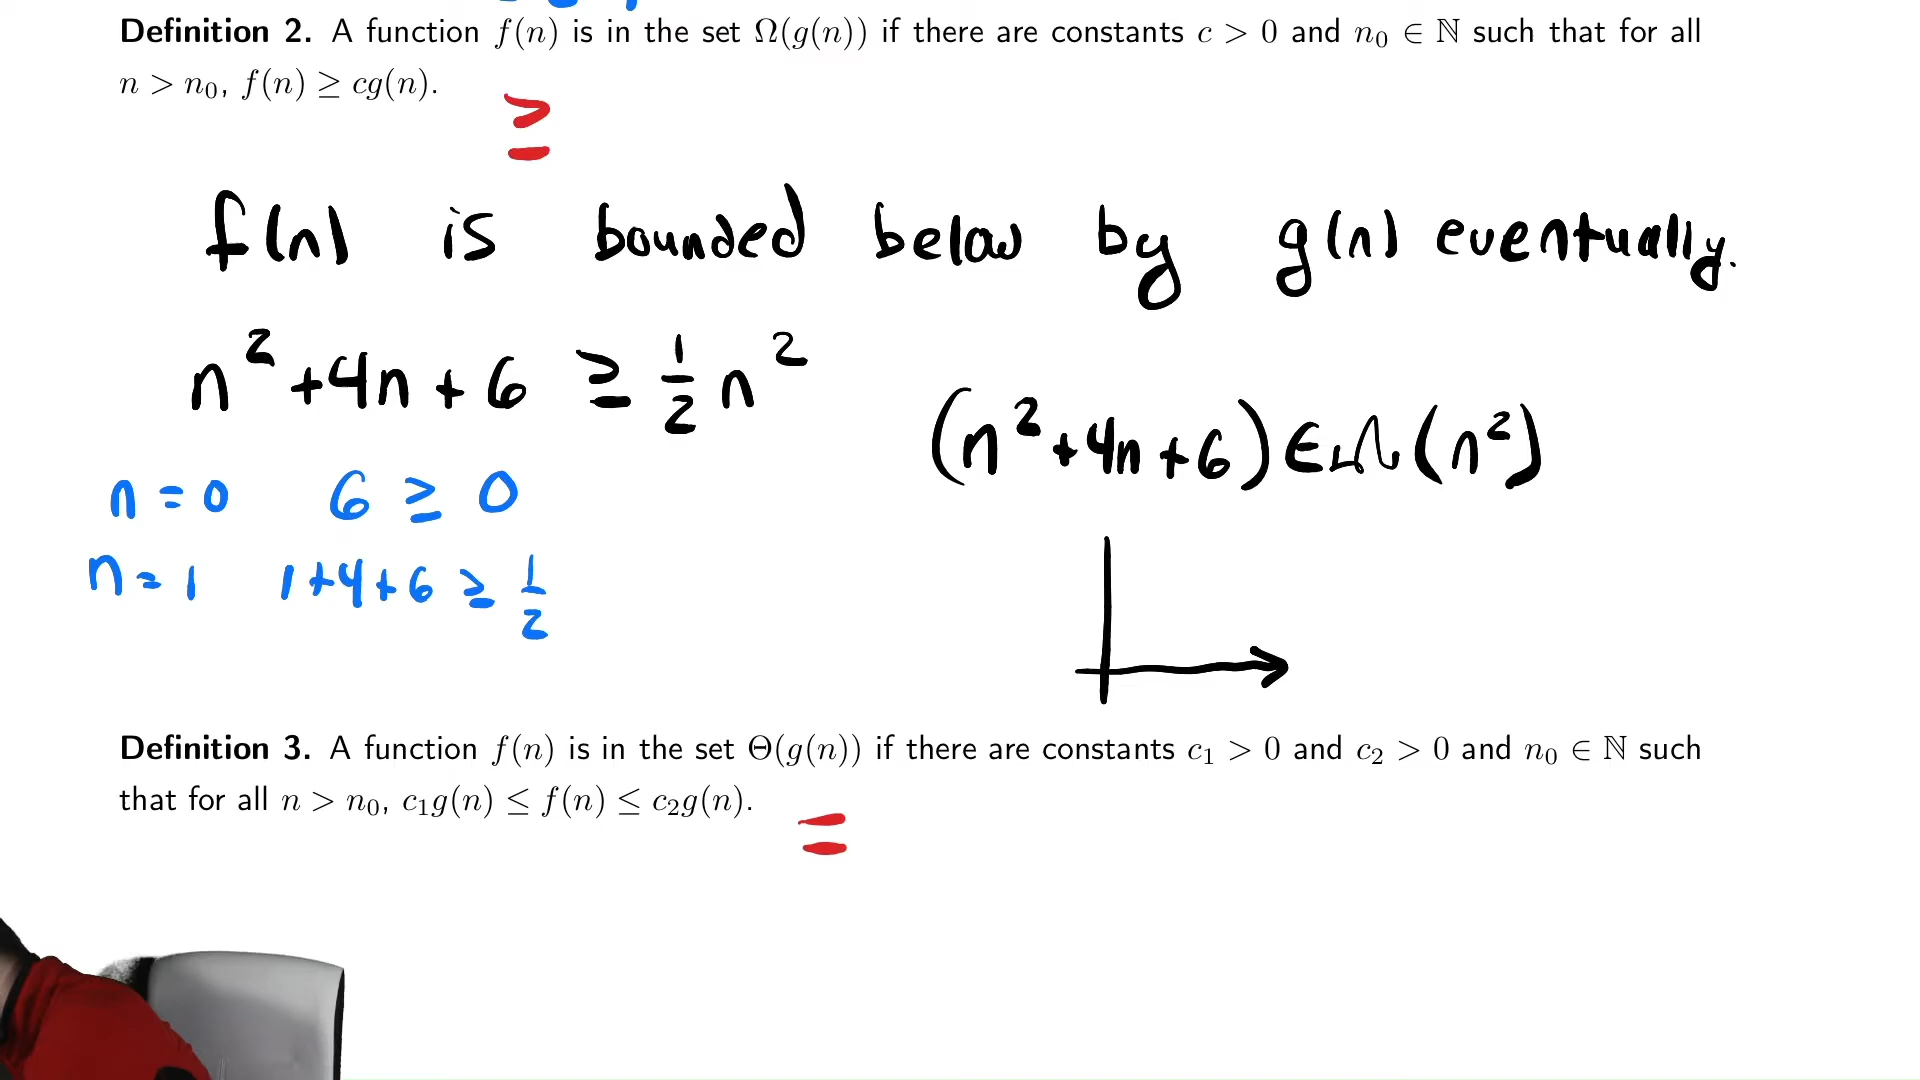 Definition 2. A function f(n) is in the set Ω(g(n)) if there are constants c > 0 and n₀ ∈ ℕ such that for all
n > n₀, f(n) ≥ cg(n).
≥
f(n) is bounded below by g(n) eventually.
n² + 4n + 6 ≥ ½ n²
(n² + 4n + 6) ∈ Ω(n²)
n = 0 6 ≥ 0
n = 1 1 + 4 + 6 ≥ ½
Definition 3. A function f(n) is in the set Θ(g(n)) if there are constants c₁ > 0 and c₂ > 0 and n₀ ∈ ℕ such
that for all n > n₀, c₁g(n) ≤ f(n) ≤ c₂g(n).
=